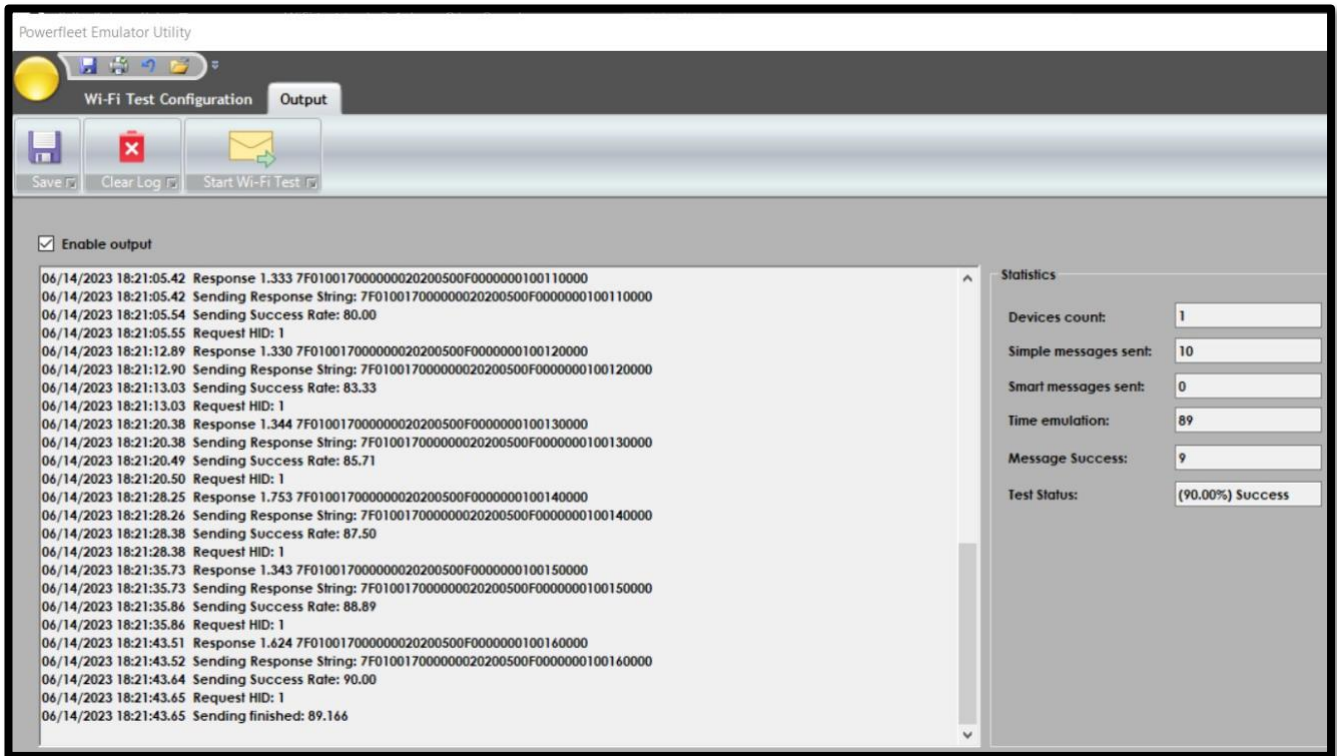 Powerfleet Emulator Utility
Wi-Fi Test Configuration
Output
Save
Clear Log
Start Wi-Fi Test
Enable output
06/14/2023 18:21:05.42 Response 1.333 7F01001700000002020050​0F0000000100110000
06/14/2023 18:21:05.42 Sending Response String: 7F010017000000020200500F0000000100110000
06/14/2023 18:21:05.54 Sending Success Rate: 80.00
06/14/2023 18:21:05.55 Request HID: 1
06/14/2023 18:21:12.89 Response 1.330 7F010017000000020200500F0000000100120000
06/14/2023 18:21:12.90 Sending Response String: 7F010017000000020200500F0000000100120000
06/14/2023 18:21:13.03 Sending Success Rate: 83.33
06/14/2023 18:21:13.03 Request HID: 1
06/14/2023 18:21:20.38 Response 1.344 7F010017000000020200500F0000000100130000
06/14/2023 18:21:20.38 Sending Response String: 7F010017000000020200500F0000000100130000
06/14/2023 18:21:20.49 Sending Success Rate: 85.71
06/14/2023 18:21:20.50 Request HID: 1
06/14/2023 18:21:28.25 Response 1.753 7F010017000000020200500F0000000100140000
06/14/2023 18:21:28.26 Sending Response String: 7F010017000000020200500F0000000100140000
06/14/2023 18:21:28.38 Sending Success Rate: 87.50
06/14/2023 18:21:28.38 Request HID: 1
06/14/2023 18:21:35.73 Response 1.343 7F010017000000020200500F0000000100150000
06/14/2023 18:21:35.73 Sending Response String: 7F010017000000020200500F0000000100150000
06/14/2023 18:21:35.86 Sending Success Rate: 88.89
06/14/2023 18:21:35.86 Request HID: 1
06/14/2023 18:21:43.51 Response 1.624 7F010017000000020200500F0000000100160000
06/14/2023 18:21:43.52 Sending Response String: 7F010017000000020200500F0000000100160000
06/14/2023 18:21:43.64 Sending Success Rate: 90.00
06/14/2023 18:21:43.65 Request HID: 1
06/14/2023 18:21:43.65 Sending finished: 89.166
Statistics
Devices count: 1
Simple messages sent: 10
Smart messages sent: 0
Time emulation: 89
Message Success: 9
Test Status: (90.00%) Success